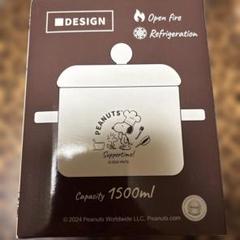 DESIGN
Open fire
Refrigeration
PEANUTS
Suppertime!
Capacity 1500ml
© 2024 Peanuts Worldwide LLC, Peanuts.com